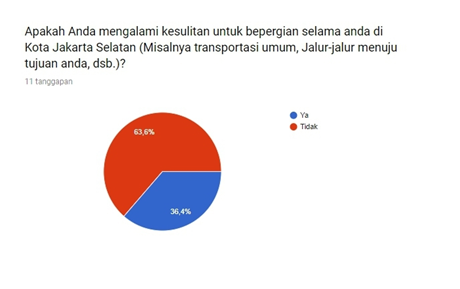 Apakah Anda mengalami kesulitan untuk bepergian selama anda di
Kota Jakarta Selatan (Misalnya transportasi umum, Jalur-jalur menuju
tujuan anda, dsb.)?
11 tanggapan
Ya
Tidak
63,6%
36,4%